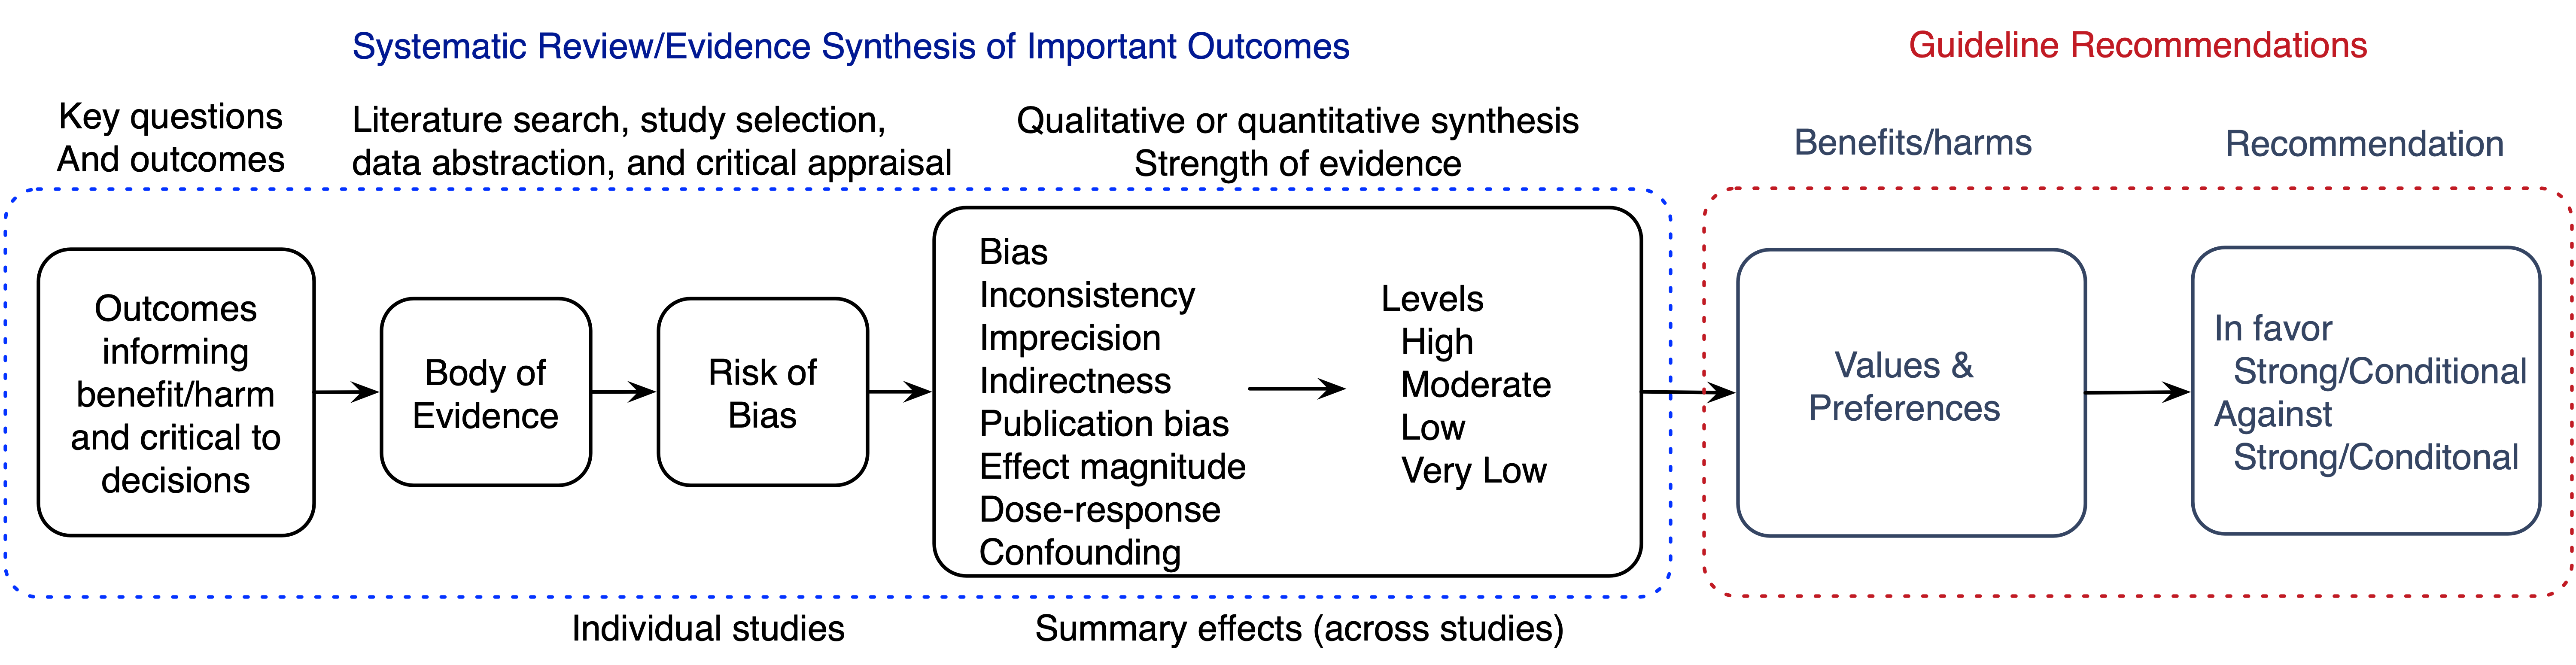 Systematic Review/Evidence Synthesis of Important Outcomes
Guideline Recommendations
Key questions
And outcomes
Literature search, study selection,
data abstraction, and critical appraisal
Qualitative or quantitative synthesis
Strength of evidence
Benefits/harms
Recommendation
Outcomes
informing
benefit/harm
and critical to
decisions
Body of
Evidence
Risk of
Bias
Bias
Inconsistency
Imprecision
Indirectness
Publication bias
Effect magnitude
Dose-response
Confounding
Levels
High
Moderate
Low
Very Low
Values &
Preferences
In favor
Strong/Conditional
Against
Strong/Conditonal
Individual studies
Summary effects (across studies)